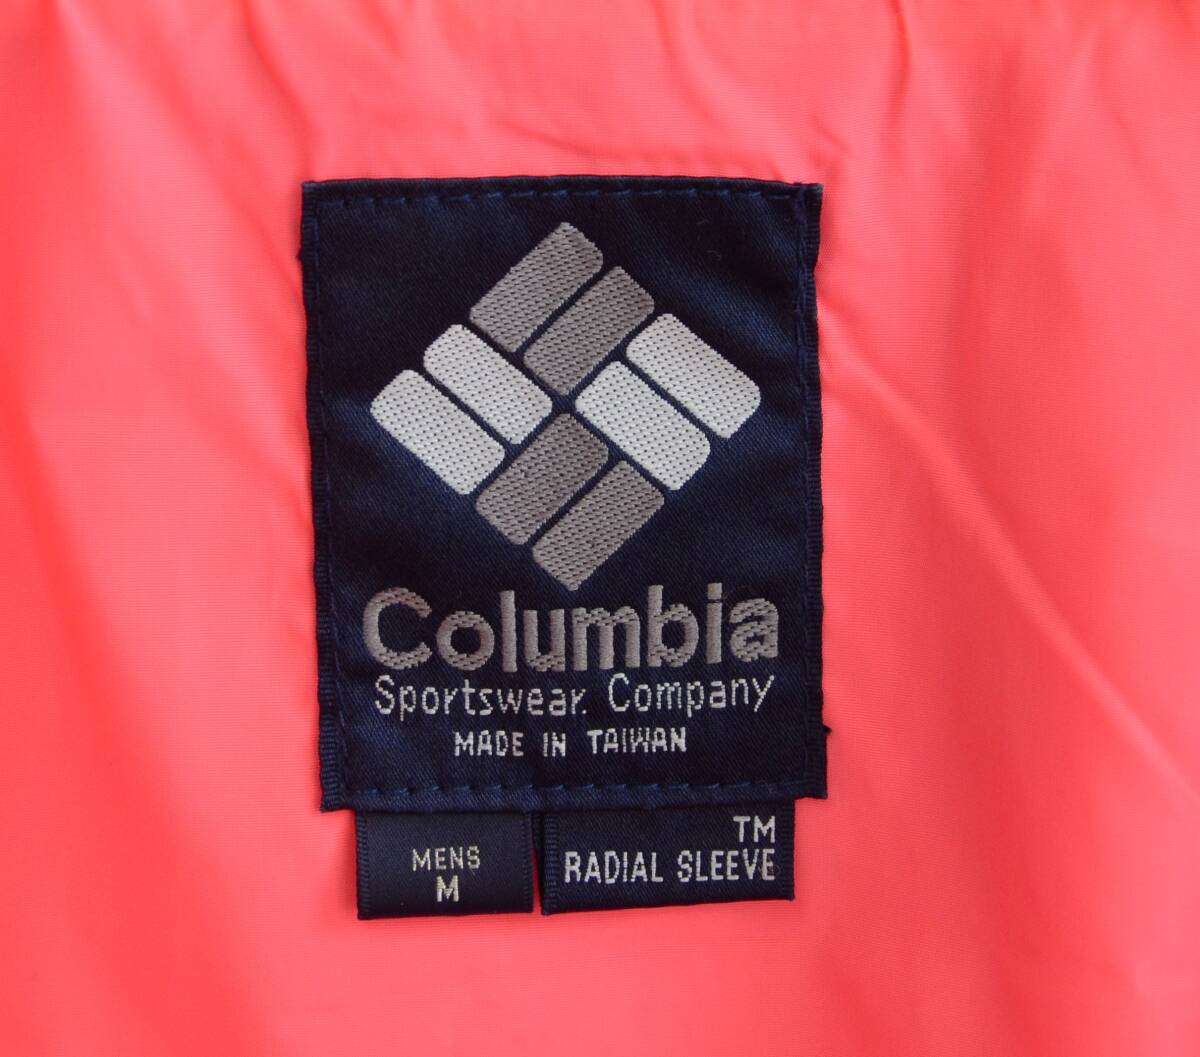 Columbia
Sportswear. Company
MADE IN TAIWAN
MENS
M
TM
RADIAL SLEEVE